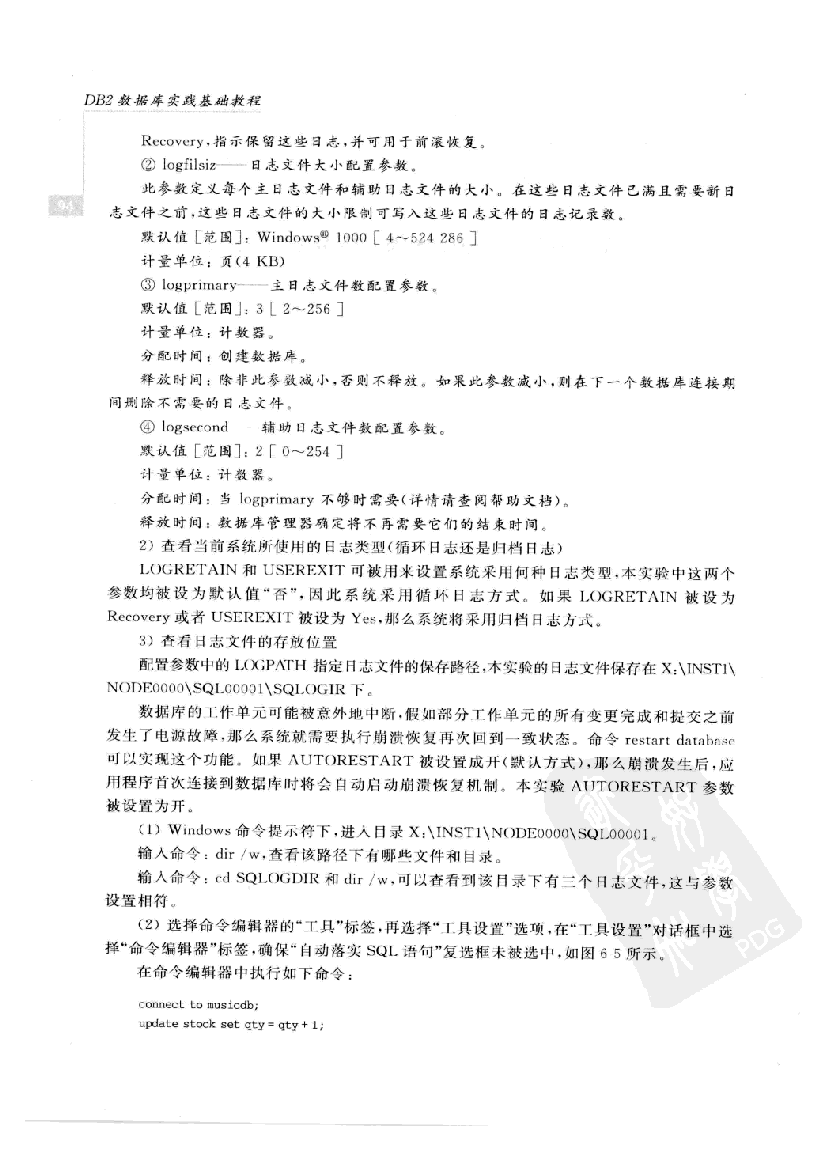 DB2 数据库实践基础教程
94
Recovery,指示保留这些日志,并可用于前滚恢复。
② logfilsiz——日志文件大小配置参数。
此参数定义每个主日志文件和辅助日志文件的大小。在这些日志文件已满且需要新日
志文件之前,这些日志文件的大小限制可写入这些日志文件的日志记录数。
默认值 [范围]: Windows® 1000 [ 4~524 286 ]
计量单位: 页(4 KB)
③ logprimary——主日志文件数配置参数。
默认值 [范围]: 3 [ 2~256 ]
计量单位: 计数器。
分配时间: 创建数据库。
释放时间: 除非此参数减小,否则不释放。如果此参数减小,则在下一个数据库连接期
间删除不需要的日志文件。
④ logsecond 辅助日志文件数配置参数。
默认值 [范围]: 2 [ 0~254 ]
计量单位: 计数器。
分配时间: 当 logprimary 不够时需要(详情请查阅帮助文档)。
释放时间: 数据库管理器确定将不再需要它们的结束时间。
2) 查看当前系统所使用的日志类型(循环日志还是归档日志)
LOGRETAIN 和 USEREXIT 可被用来设置系统采用何种日志类型,本实验中这两个
参数均被设为默认值“否”,因此系统采用循环日志方式。如果 LOGRETAIN 被设为
Recovery 或者 USEREXIT 被设为 Yes,那么系统将采用归档日志方式。
3) 查看日志文件的存放位置
配置参数中的 LOGPATH 指定日志文件的保存路径,本实验的日志文件保存在 X:\INST1\
NODE0000\SQL00001\SQLOGIR 下。
数据库的工作单元可能被意外地中断,假如部分工作单元的所有变更完成和提交之前
发生了电源故障,那么系统就需要执行崩溃恢复再次回到一致状态。命令 restart database
可以实现这个功能。如果 AUTORESTART 被设置成开(默认方式),那么崩溃发生后,应
用程序首次连接到数据库时将会自动启动崩溃恢复机制。本实验 AUTORESTART 参数
被设置为开。
(1) Windows 命令提示符下,进入目录 X:\INST1\NODE0000\SQL00001。
输入命令: dir /w,查看该路径下有哪些文件和目录。
输入命令: cd SQLOGDIR 和 dir /w,可以查看到该目录下有三个日志文件,这与参数
设置相符。
(2) 选择命令编辑器的“工具”标签,再选择“工具设置”选项,在“工具设置”对话框中选
择“命令编辑器”标签,确保“自动落实 SQL 语句”复选框未被选中,如图 6 5 所示。
在命令编辑器中执行如下命令:
connect to musicdb;
update stock set qty = qty + 1;
PDG